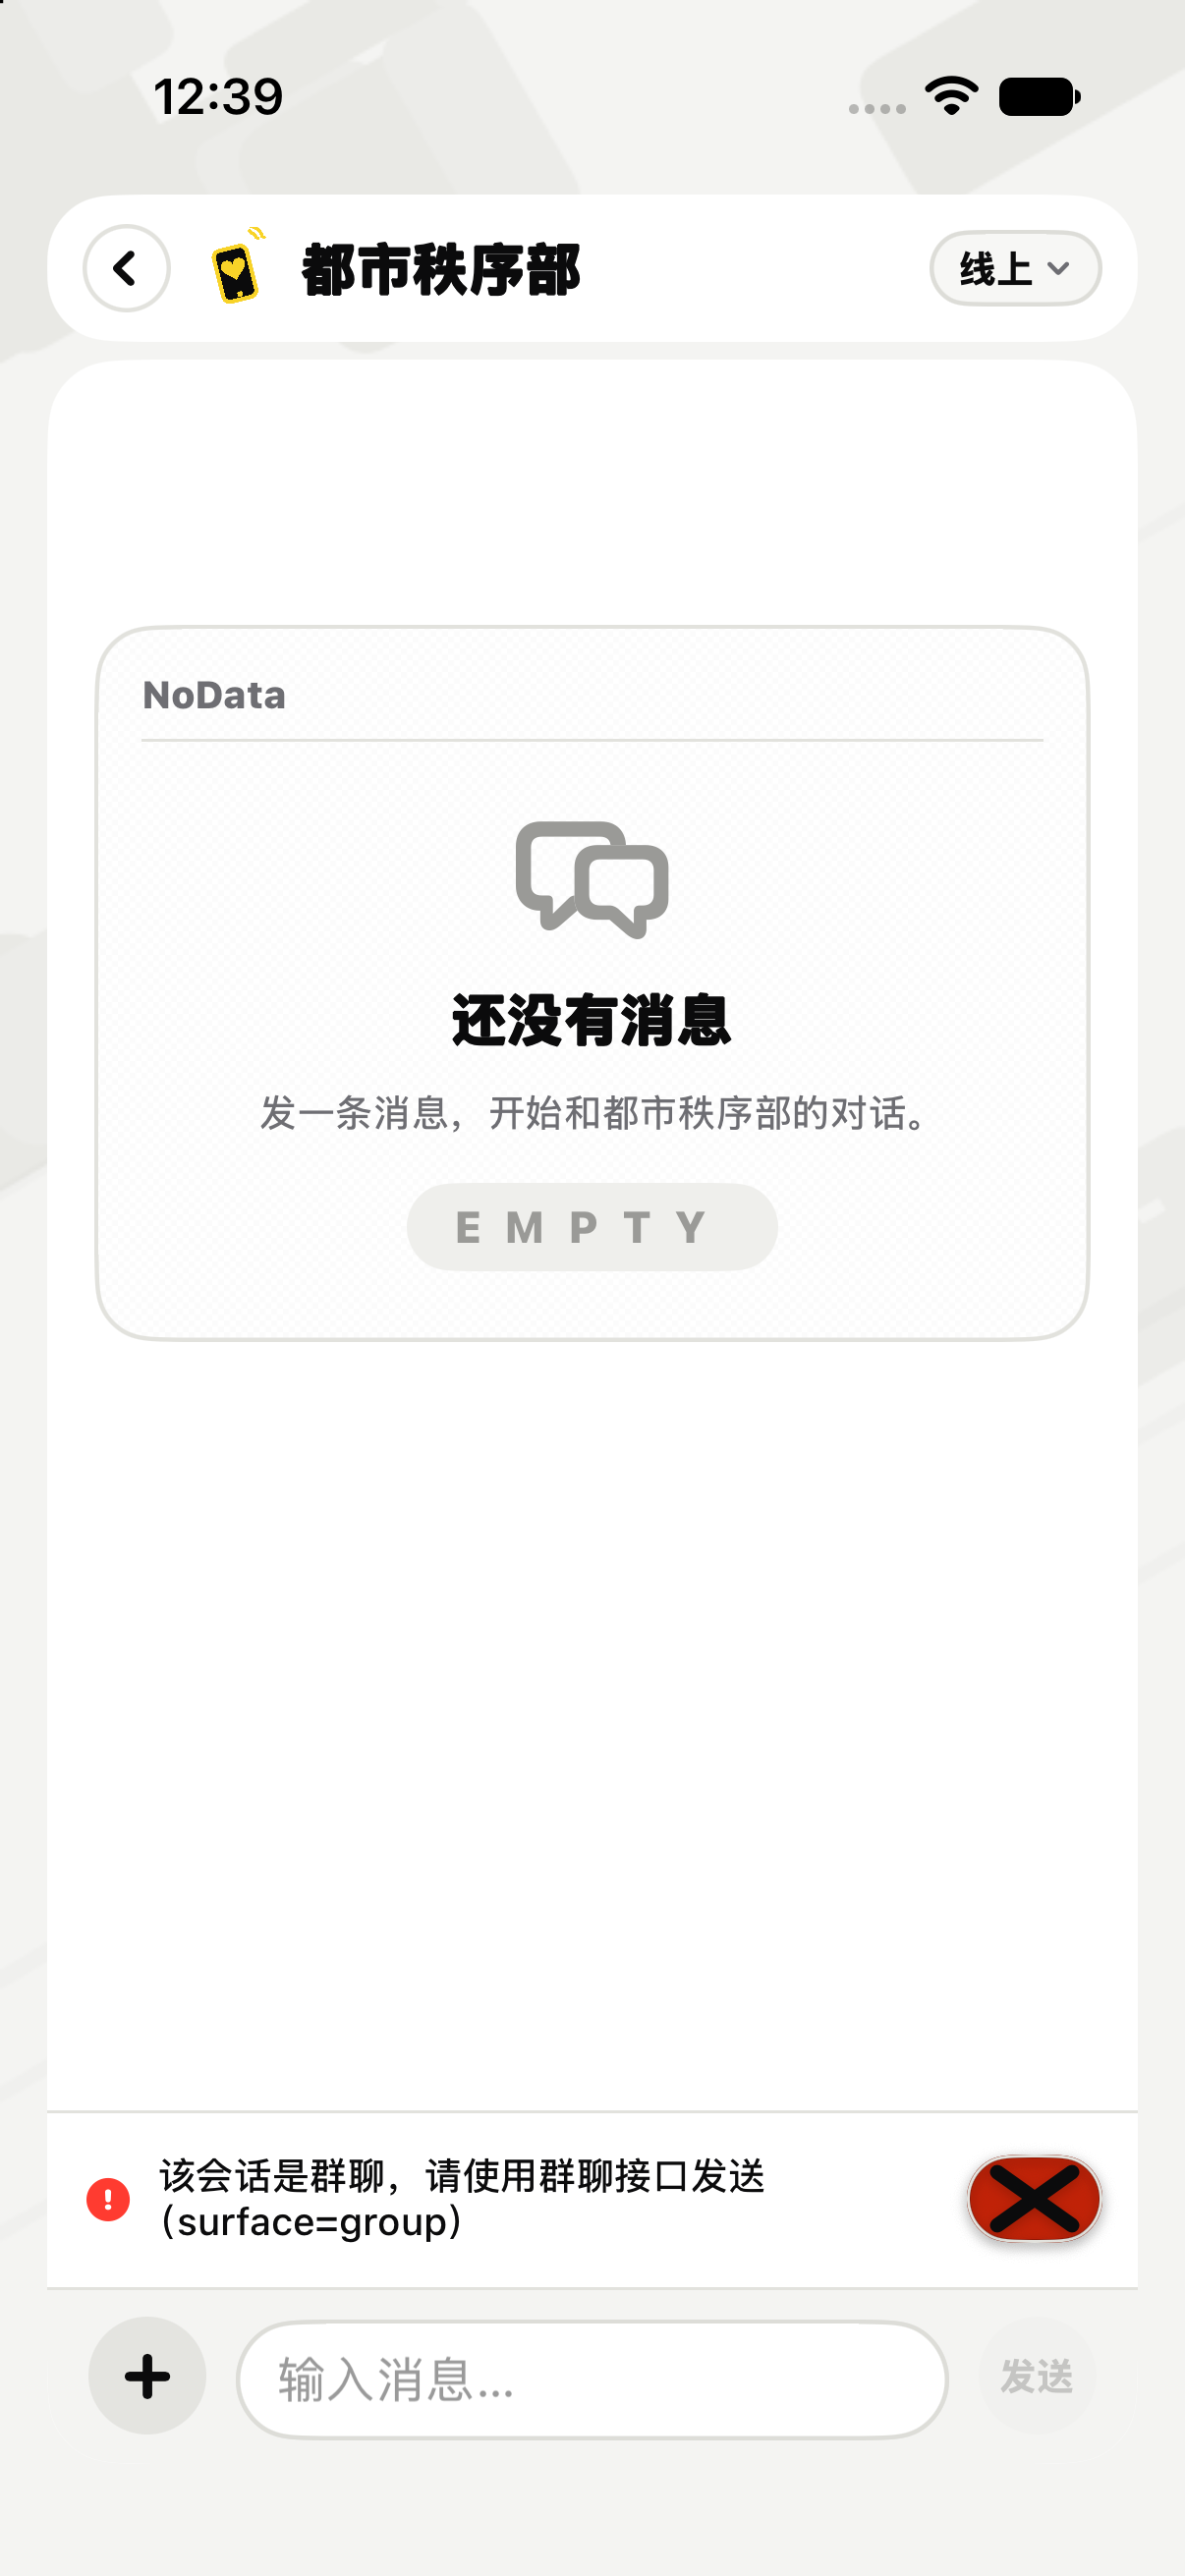 12:39
都市秩序部
线上
NoData
还没有消息
发一条消息，开始和都市秩序部的对话。
EMPTY
该会话是群聊，请使用群聊接口发送
（surface=group）
输入消息...
发送